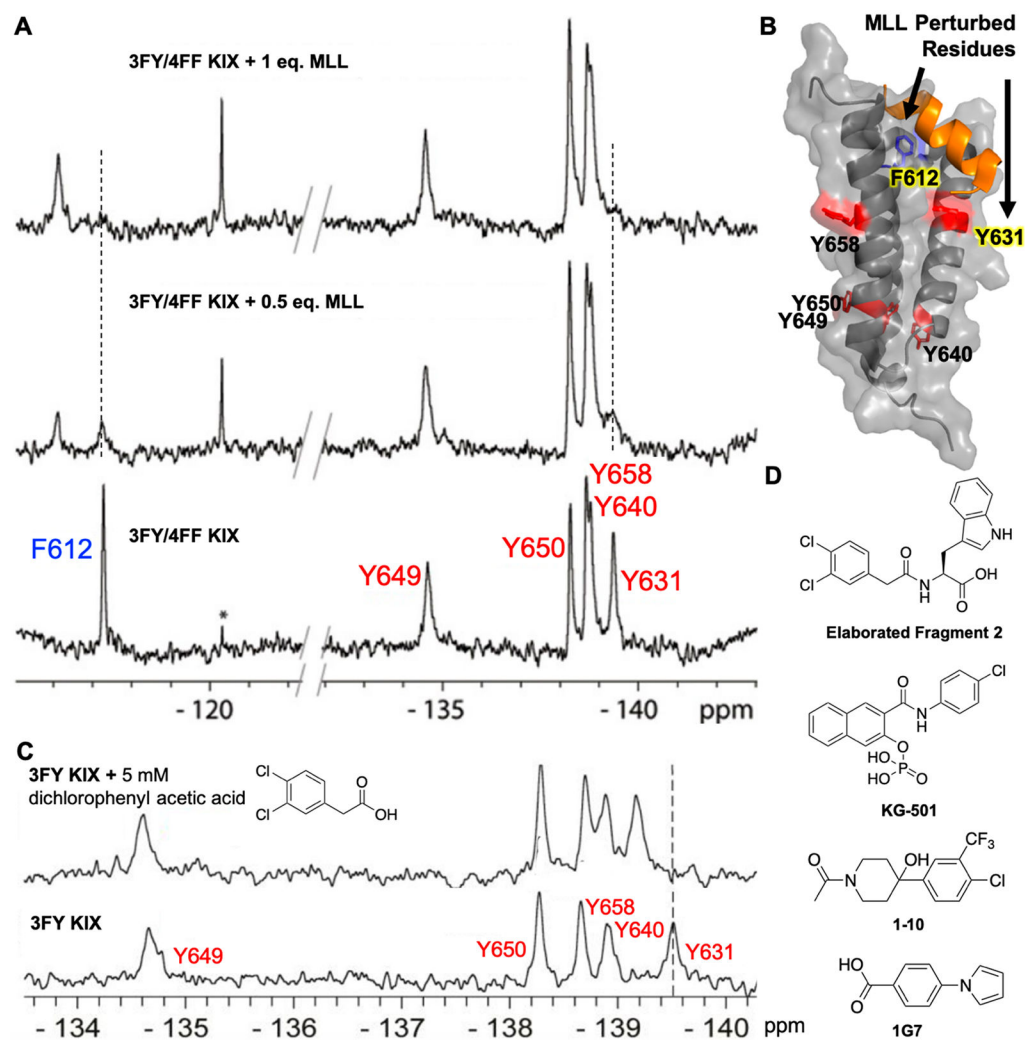 A
3FY/4FF KIX + 1 eq. MLL
3FY/4FF KIX + 0.5 eq. MLL
3FY/4FF KIX
F612
*
Y649
Y650
Y658
Y640
Y631
- 120
- 135
- 140
ppm
B
MLL Perturbed
Residues
F612
Y631
Y658
Y650
Y649
Y640
C
3FY KIX + 5 mM
dichlorophenyl acetic acid
Cl
Cl
O
OH
3FY KIX
Y649
Y650
Y658
Y640
Y631
- 134
- 135
- 136
- 137
- 138
- 139
- 140
ppm
D
NH
Cl
Cl
O
N
H
OH
O
Elaborated Fragment 2
O
Cl
N
H
O
HO
HO
P
O
KG-501
CF3
O
OH
N
Cl
1-10
HO
O
N
1G7